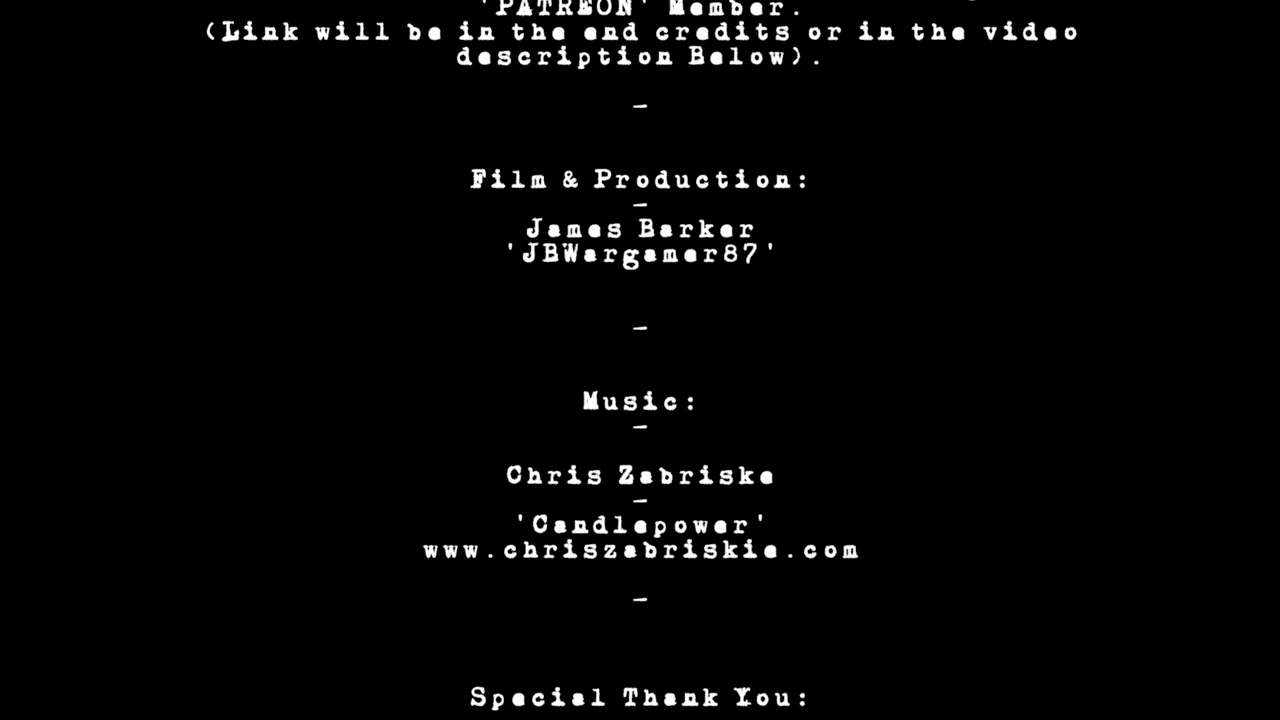 'PATREON' Member.
(Link will be in the end credits or in the video
description Below).
–
Film & Production:
–
James Barker
'JBWargamer87'
–
Music:
–
Chris Zabriske
–
'Candlepower'
www.chriszabriskie.com
–
Special Thank You: